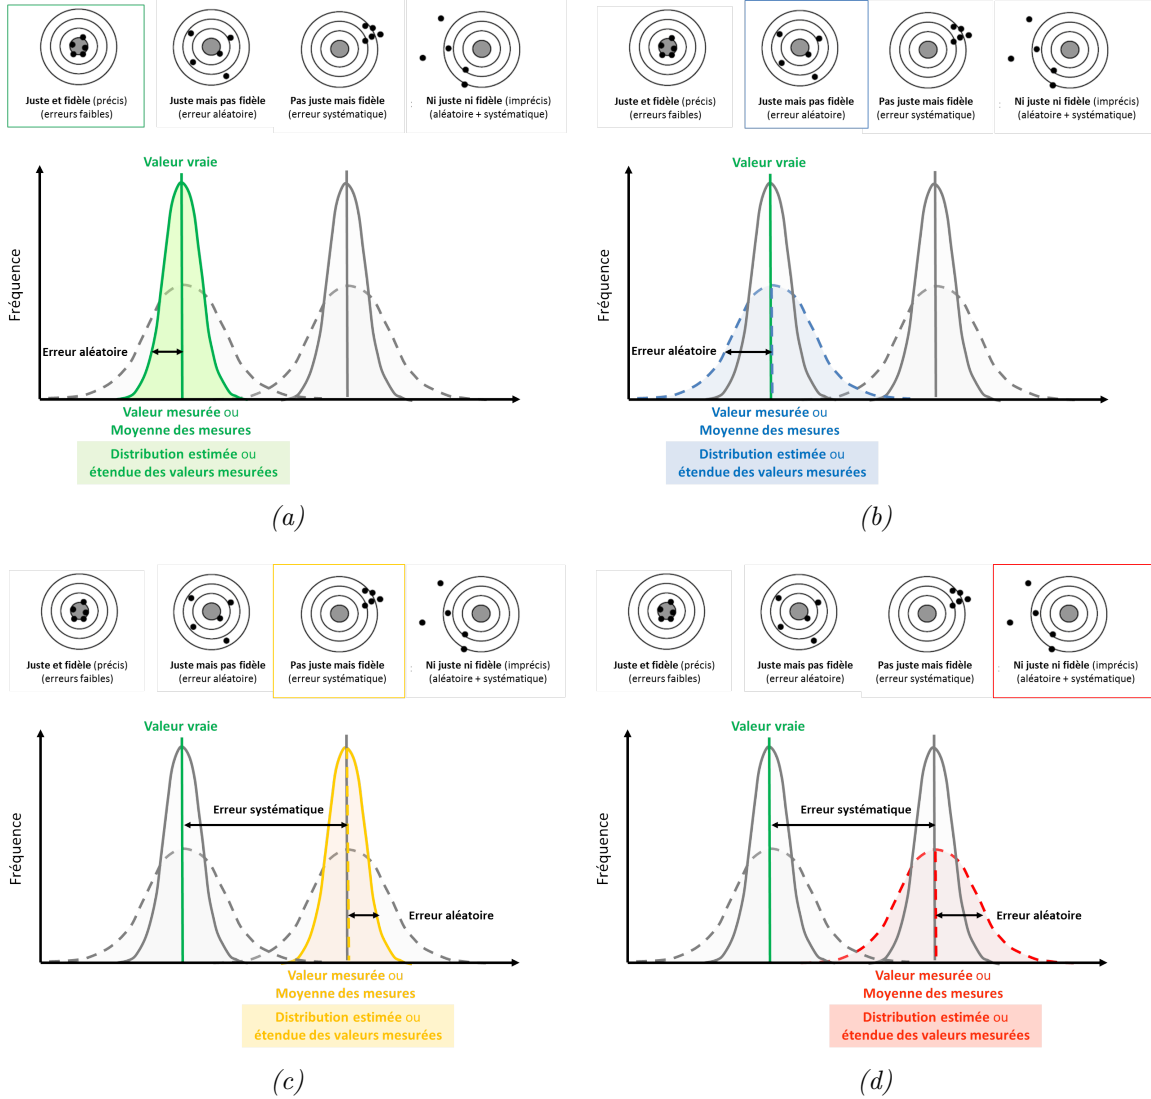 Juste et fidèle (précis)
(erreurs faibles)
Juste mais pas fidèle
(erreur aléatoire)
Pas juste mais fidèle
(erreur systématique)
Ni juste ni fidèle (imprécis)
(aléatoire + systématique)
Valeur vraie
Fréquence
Erreur aléatoire
Valeur mesurée ou
Moyenne des mesures
Distribution estimée ou
étendue des valeurs mesurées
(a)
Juste et fidèle (précis)
(erreurs faibles)
Juste mais pas fidèle
(erreur aléatoire)
Pas juste mais fidèle
(erreur systématique)
Ni juste ni fidèle (imprécis)
(aléatoire + systématique)
Valeur vraie
Fréquence
Erreur aléatoire
Valeur mesurée ou
Moyenne des mesures
Distribution estimée ou
étendue des valeurs mesurées
(b)
Juste et fidèle (précis)
(erreurs faibles)
Juste mais pas fidèle
(erreur aléatoire)
Pas juste mais fidèle
(erreur systématique)
Ni juste ni fidèle (imprécis)
(aléatoire + systématique)
Valeur vraie
Fréquence
Erreur systématique
Erreur aléatoire
Valeur mesurée ou
Moyenne des mesures
Distribution estimée ou
étendue des valeurs mesurées
(c)
Juste et fidèle (précis)
(erreurs faibles)
Juste mais pas fidèle
(erreur aléatoire)
Pas juste mais fidèle
(erreur systématique)
Ni juste ni fidèle (imprécis)
(aléatoire + systématique)
Valeur vraie
Fréquence
Erreur systématique
Erreur aléatoire
Valeur mesurée ou
Moyenne des mesures
Distribution estimée ou
étendue des valeurs mesurées
(d)